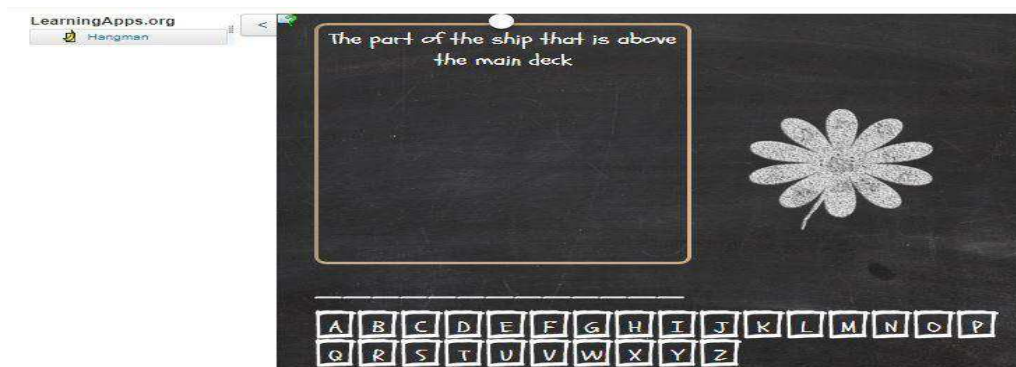 LearningApps.org
<
Hangman
The part of the ship that is above
the main deck
A B C D E F G H I J K L M N O P
Q R S T U V W X Y Z